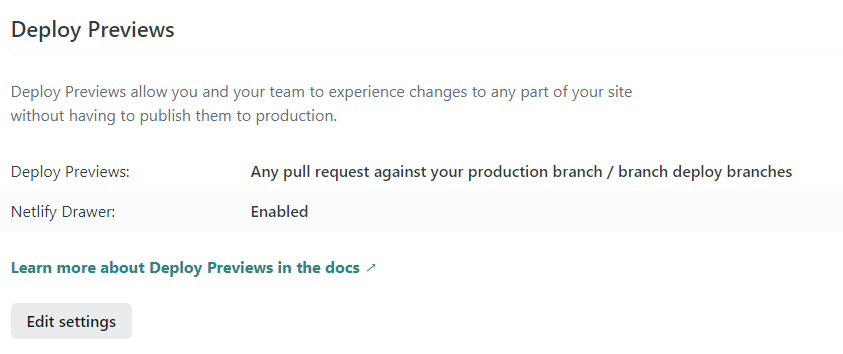 Deploy Previews
Deploy Previews allow you and your team to experience changes to any part of your site
without having to publish them to production.
Deploy Previews: Any pull request against your production branch / branch deploy branches
Netlify Drawer: Enabled
Learn more about Deploy Previews in the docs ↗
Edit settings